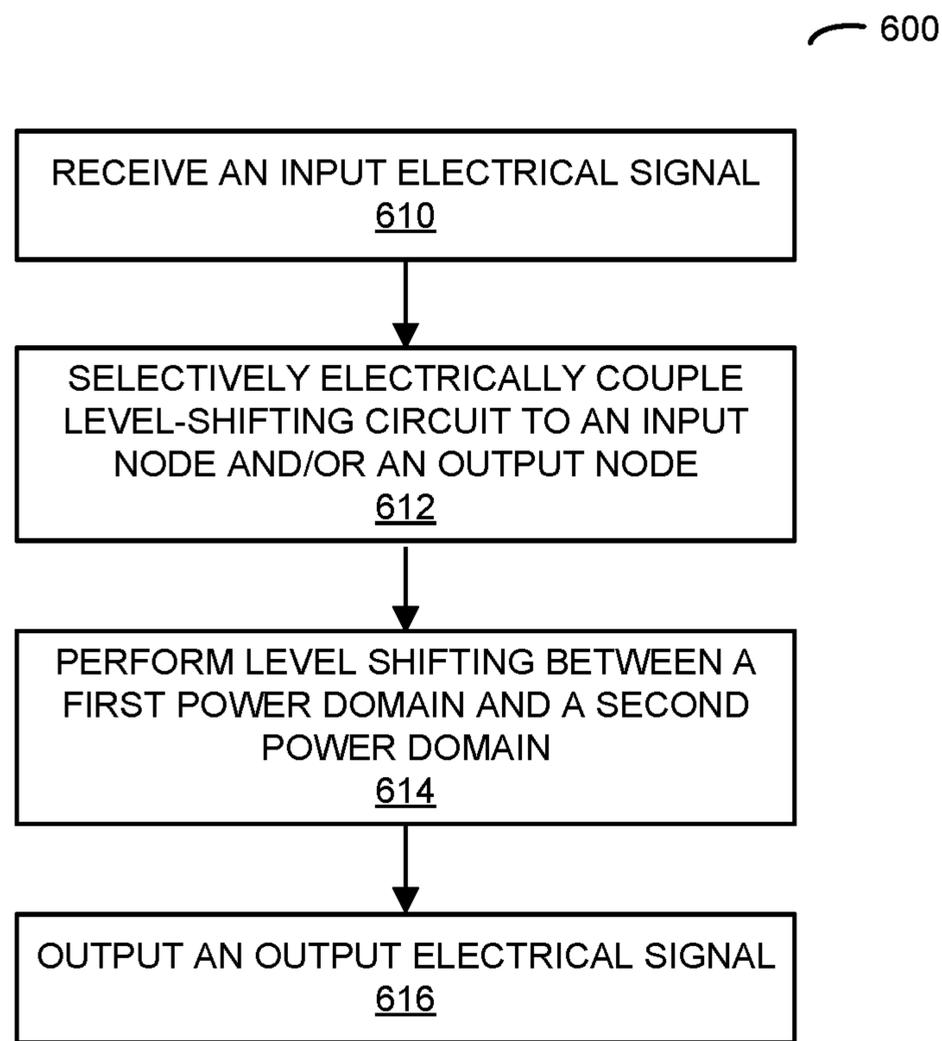 600
RECEIVE AN INPUT ELECTRICAL SIGNAL
610
SELECTIVELY ELECTRICALLY COUPLE
LEVEL-SHIFTING CIRCUIT TO AN INPUT
NODE AND/OR AN OUTPUT NODE
612
PERFORM LEVEL SHIFTING BETWEEN A
FIRST POWER DOMAIN AND A SECOND
POWER DOMAIN
614
OUTPUT AN OUTPUT ELECTRICAL SIGNAL
616